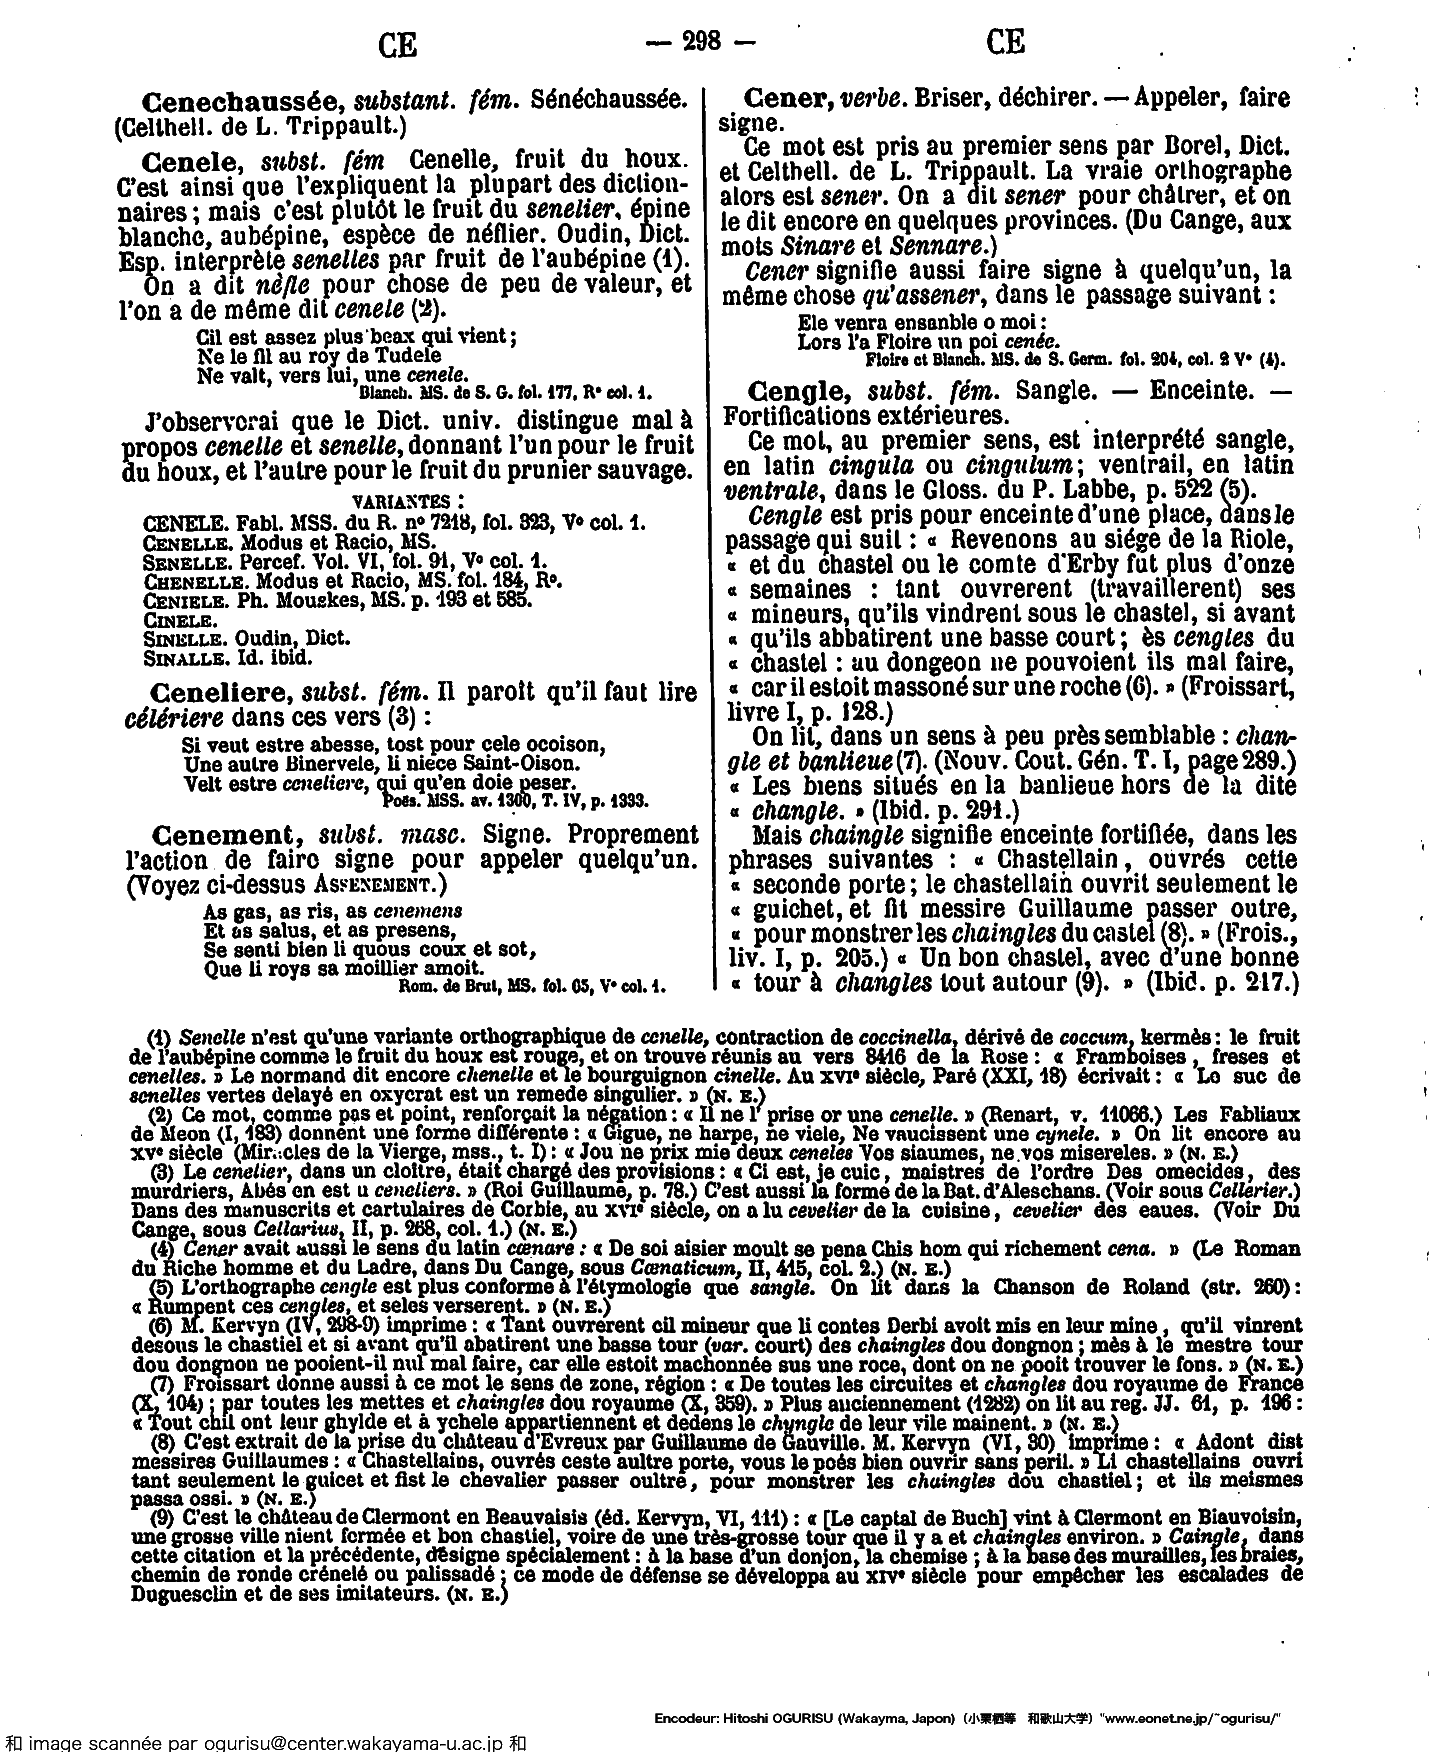 CE
— 298 —
CE
Cenechaussée, substant. fém. Sénéchaussée.
(Celthell. de L. Trippault.)
Cenele, subst. fém Cenelle, fruit du houx.
C'est ainsi que l'expliquent la plupart des diction-
naires ; mais c'est plutôt le fruit du senelier, épine
blanche, aubépine, espèce de néflier. Oudin, Dict.
Esp. interprète senelles par fruit de l'aubépine (1).
On a dit nèfle pour chose de peu de valeur, et
l'on a de même dit cenele (2).
Cil est assez plus beax qui vient ;
Ne le fil au roy de Tudele
Ne valt, vers lui, une cenele.
Blanch. MS. de S. G. fol. 177, R° col. 1.
J'observerai que le Dict. univ. distingue mal à
propos cenelle et senelle, donnant l'un pour le fruit
du houx, et l'autre pour le fruit du prunier sauvage.
VARIANTES :
CENELE. Fabl. MSS. du R. n° 7218, fol. 323, V° col. 1.
CENELLE. Modus et Racio, MS.
SENELLE. Percef. Vol. VI, fol. 91, V° col. 1.
CHENELLE. Modus et Racio, MS. fol. 184, R°.
CENIELE. Ph. Mouskes, MS. p. 193 et 585.
CINELE.
SINELLE. Oudin, Dict.
SINALLE. Id. ibid.
Ceneliere, subst. fém. Il paroît qu'il faut lire
célériere dans ces vers (3) :
Si veut estre abesse, tost pour cele ocoison,
Une autre Binervele, li niece Saint-Oison.
Velt estre ceneliere, qui qu'en doie peser.
Poës. MSS. av. 1300, T. IV, p. 1333.
Cenement, subst. masc. Signe. Proprement
l'action de faire signe pour appeler quelqu'un.
(Voyez ci-dessus ASSENEMENT.)
As gas, as ris, as cenemens
Et as salus, et as presens,
Se senti bien li quous coux et sot,
Que li roys sa moillier amoit.
Rom. de Brut, MS. fol. 65, V° col. 1.
Cener, verbe. Briser, déchirer. — Appeler, faire
signe.
Ce mot est pris au premier sens par Borel, Dict.
et Celthell. de L. Trippault. La vraie orthographe
alors est sener. On a dit sener pour châtrer, et on
le dit encore en quelques provinces. (Du Cange, aux
mots Sinare et Sennare.)
Cener signifie aussi faire signe à quelqu'un, la
même chose qu'assener, dans le passage suivant :
Ele venra ensanble o moi :
Lors l'a Floire un poi cenée.
Floire et Blanch. MS. de S. Germ. fol. 204, col. 2 V° (4).
Cengle, subst. fém. Sangle. — Enceinte. —
Fortifications extérieures.
Ce mot, au premier sens, est interprété sangle,
en latin cingula ou cingulum ; ventrail, en latin
ventrale, dans le Gloss. du P. Labbe, p. 522 (5).
Cengle est pris pour enceinte d'une place, dans le
passage qui suit : « Revenons au siége de la Riole,
« et du chastel ou le comte d'Erby fut plus d'onze
« semaines : tant ouvrerent (travaillerent) ses
« mineurs, qu'ils vindrent sous le chastel, si avant
« qu'ils abbatirent une basse court ; ès cengles du
« chastel : au dongeon ne pouvoient ils mal faire,
« car il estoit massoné sur une roche (6). » (Froissart,
livre I, p. 128.)
On lit, dans un sens à peu près semblable : chan-
gle et banlieue (7). (Nouv. Cout. Gén. T. I, page 289.)
« Les biens situés en la banlieue hors de la dite
« changle. » (Ibid. p. 291.)
Mais chaingle signifie enceinte fortifiée, dans les
phrases suivantes : « Chastellain, ouvrés cette
« seconde porte ; le chastellain ouvrit seulement le
« guichet, et fit messire Guillaume passer outre,
« pour monstrer les chaingles du castel (8). » (Frois.,
liv. I, p. 205.) « Un bon chastel, avec d'une bonne
« tour à changles tout autour (9). » (Ibid. p. 217.)
(1) Senelle n'est qu'une variante orthographique de cenelle, contraction de coccinella, dérivé de coccum, kermès : le fruit
de l'aubépine comme le fruit du houx est rouge, et on trouve réunis au vers 8416 de la Rose : « Framboises, freses et
cenelles. » Le normand dit encore chenelle et le bourguignon cinelle. Au XVIe siècle, Paré (XXI, 18) écrivait : « Le suc de
senelles vertes delayé en oxycrat est un remede singulier. » (N. E.)
(2) Ce mot, comme pas et point, renforçait la négation : « Il ne l' prise or une cenelle. » (Renart, v. 11066.) Les Fabliaux
de Meon (I, 183) donnent une forme différente : « Gigue, ne harpe, ne viele, Ne vaucissent une cynele. » On lit encore au
XVe siècle (Miracles de la Vierge, mss., t. I) : « Jou ne prix mie deux ceneles Vos siaumes, ne vos misereles. » (N. E.)
(3) Le cenelier, dans un cloître, était chargé des provisions : « Ci est, je cuic, maistres de l'ordre Des omecides, des
murdriers, Abés en est u ceneliers. » (Roi Guillaume, p. 78.) C'est aussi la forme de la Bat. d'Aleschans. (Voir sous Cellerier.)
Dans des manuscrits et cartulaires de Corbie, au XVIe siècle, on a lu cevelier de la cuisine, cevelier des eaues. (Voir Du
Cange, sous Cellarius, II, p. 268, col. 1.) (N. E.)
(4) Cener avait aussi le sens du latin cœnare : « De soi aisier moult se pena Chis hom qui richement cena. » (Le Roman
du Riche homme et du Ladre, dans Du Cange, sous Cœnaticum, II, 415, col. 2.) (N. E.)
(5) L'orthographe cengle est plus conforme à l'étymologie que sangle. On lit dans la Chanson de Roland (str. 260) :
« Rumpent ces cengles, et seles verserent. » (N. E.)
(6) M. Kervyn (IV, 298-9) imprime : « Tant ouvrerent cil mineur que li contes Derbi avoit mis en leur mine, qu'il vinrent
desous le chastiel et si avant qu'il abatirent une basse tour (var. court) des chaingles dou dongnon ; mès à le mestre tour
dou dongnon ne pooient-il nul mal faire, car elle estoit machonnée sus une roce, dont on ne pooit trouver le fons. » (N. E.)
(7) Froissart donne aussi à ce mot le sens de zone, région : « De toutes les circuites et changles dou royaume de France
(X, 104) ; par toutes les mettes et chaingles dou royaume (X, 359). » Plus anciennement (1282) on lit au reg. JJ. 61, p. 196 :
« Tout chil ont leur ghylde et à ychele appartiennent et dedens le chyngle de leur vile mainent. » (N. E.)
(8) C'est extrait de la prise du château d'Evreux par Guillaume de Gauville. M. Kervyn (VI, 30) imprime : « Adont dist
messires Guillaumes : « Chastellains, ouvrés ceste aultre porte, vous le poés bien ouvrir sans peril. » Li chastellains ouvri
tant seulement le guicet et fist le chevalier passer oultre, pour monstrer les chaingles dou chastiel ; et ils meismes
passa ossi. » (N. E.)
(9) C'est le château de Clermont en Beauvaisis (éd. Kervyn, VI, 111) : « [Le captal de Buch] vint à Clermont en Biauvoisin,
une grosse ville nient fermée et bon chastiel, voire de une très-grosse tour que il y a et chaingles environ. » Caingle, dans
cette citation et la précédente, désigne spécialement : à la base d'un donjon, la chemise ; à la base des murailles, les braies,
chemin de ronde crénelé ou palissadé ; ce mode de défense se développa au XIVe siècle pour empêcher les escalades de
Duguesclin et de ses imitateurs. (N. E.)
Encodeur: Hitoshi OGURISU (Wakayma, Japon) (小栗栖等 和歌山大学) "www.eonet.ne.jp/~ogurisu/"
和 image scannée par ogurisu@center.wakayama-u.ac.jp 和